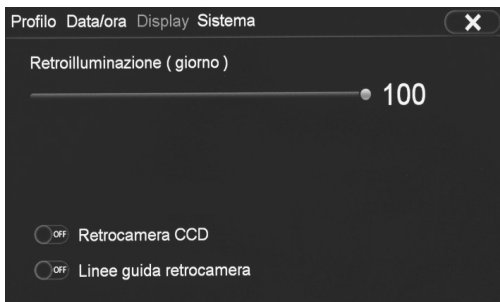 Profilo Data/ora Display Sistema
Retroilluminazione ( giorno )
100
OFF Retrocamera CCD
OFF Linee guida retrocamera